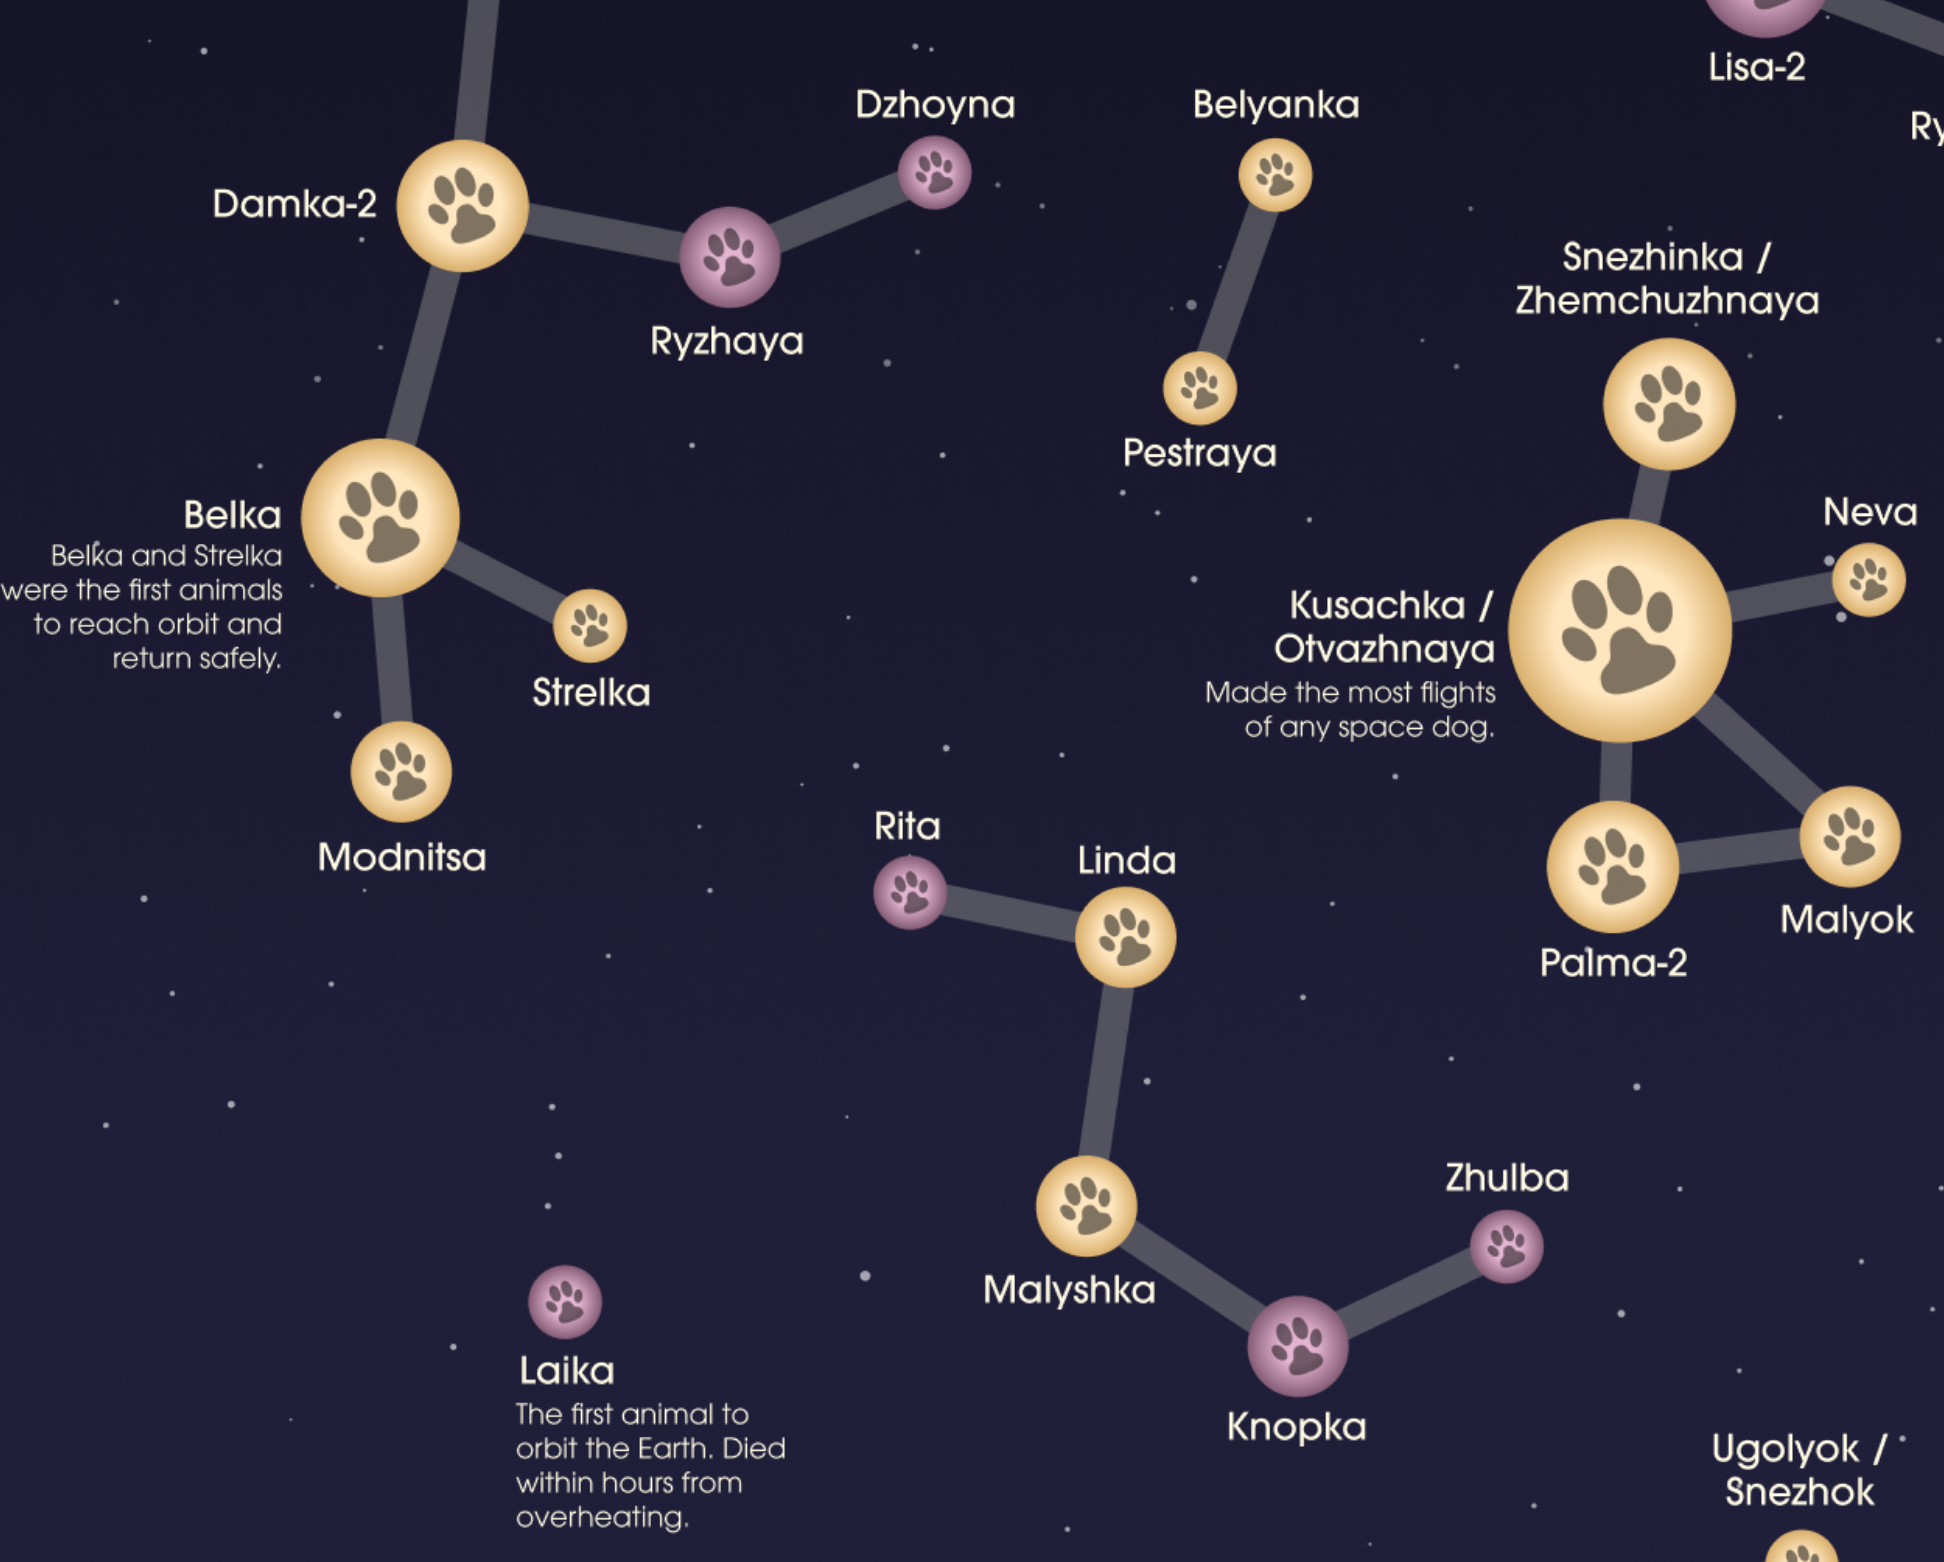 Lisa-2
Ry
Dzhoyna
Belyanka
Damka-2
Ryzhaya
Snezhinka /
Zhemchuzhnaya
Pestraya
Belka
Belka and Strelka
were the first animals
to reach orbit and
return safely.
Neva
Kusachka /
Otvazhnaya
Made the most flights
of any space dog.
Strelka
Modnitsa
Rita
Linda
Malyok
Palma-2
Zhulba
Malyshka
Laika
The first animal to
orbit the Earth. Died
within hours from
overheating.
Knopka
Ugolyok /
Snezhok